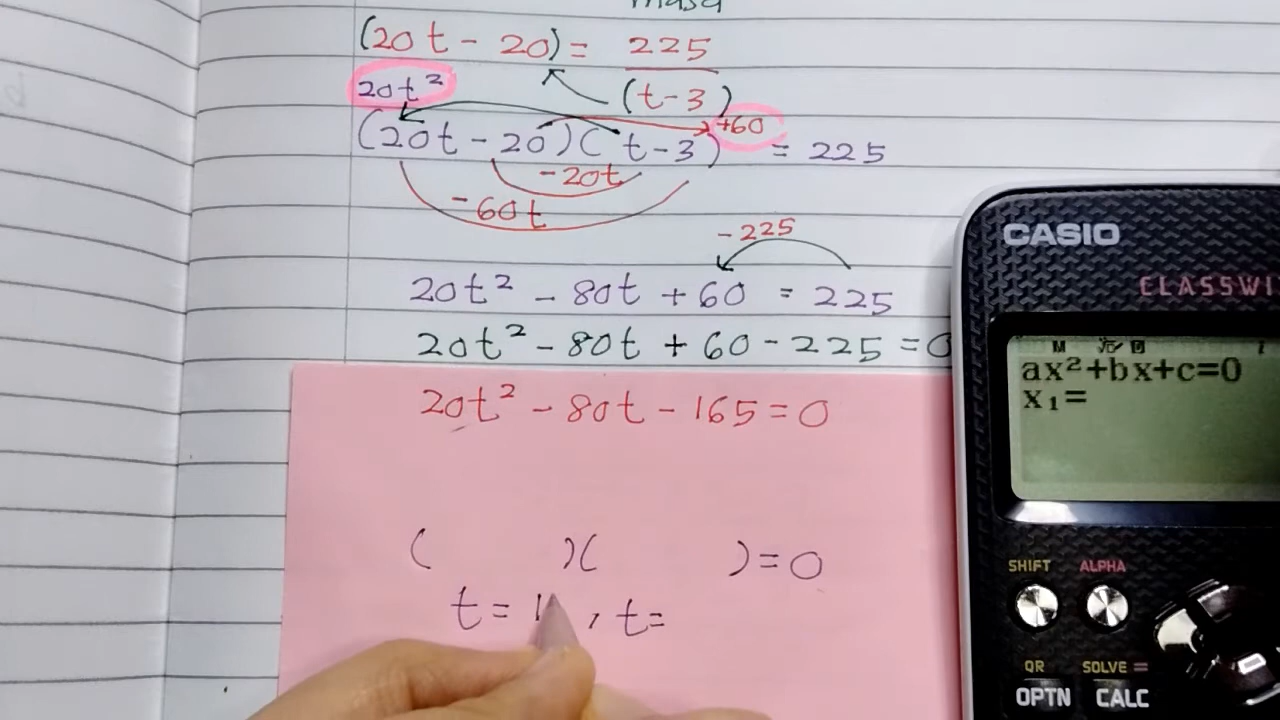 masa
(20t - 20) = 225
20t²
(t-3)
+60
(20t - 20)(t-3) = 225
-20t
-60t
-225
20t² - 80t + 60 = 225
20t² - 80t + 60 - 225 = 0
20t² - 80t - 165 = 0
( )( ) = 0
t = 1 , t =
CASIO
CLASSWI
M √ D i
ax²+bx+c=0
x₁=
SHIFT ALPHA
QR SOLVE =
OPTN CALC